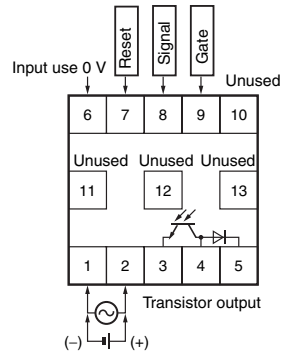 Reset
Signal
Gate
Input use 0 V
Unused
6 7 8 9 10
Unused Unused Unused
11 12 13
1 2 3 4 5
Transistor output
(−) (+)